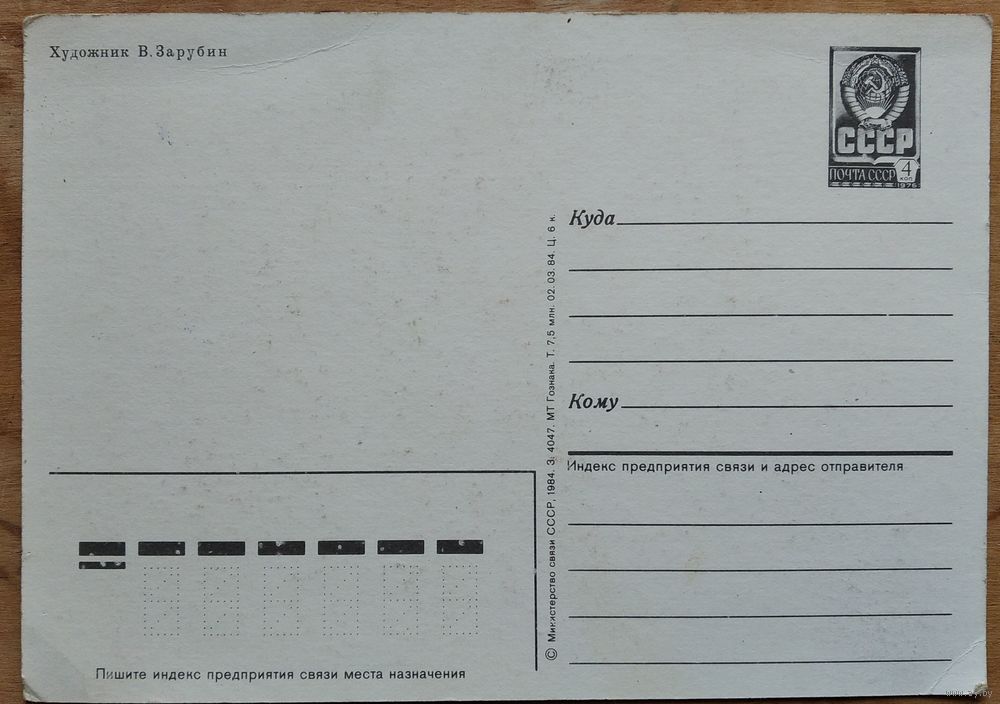 Художник В. Зарубин
СССР
ПОЧТА СССР
4
коп
1976
Куда
Кому
Индекс предприятия связи и адрес отправителя
© Министерство связи СССР, 1984. З. 4047. МТ Гознака. Т. 7,5 млн. 02. 03. 84. Ц. 6 к.
Пишите индекс предприятия связи места назначения